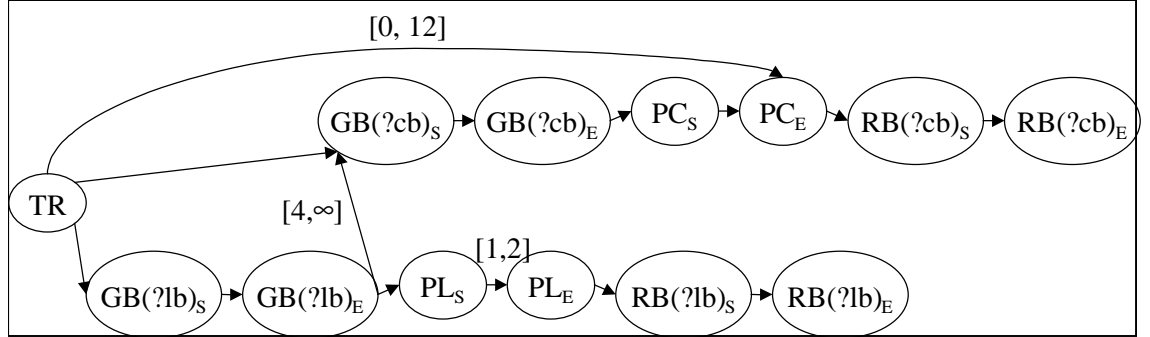 [0, 12]
GB(?cb)S GB(?cb)E PCS PCE RB(?cb)S RB(?cb)E
TR
[4,∞]
[1,2]
GB(?lb)S GB(?lb)E PLS PLE RB(?lb)S RB(?lb)E